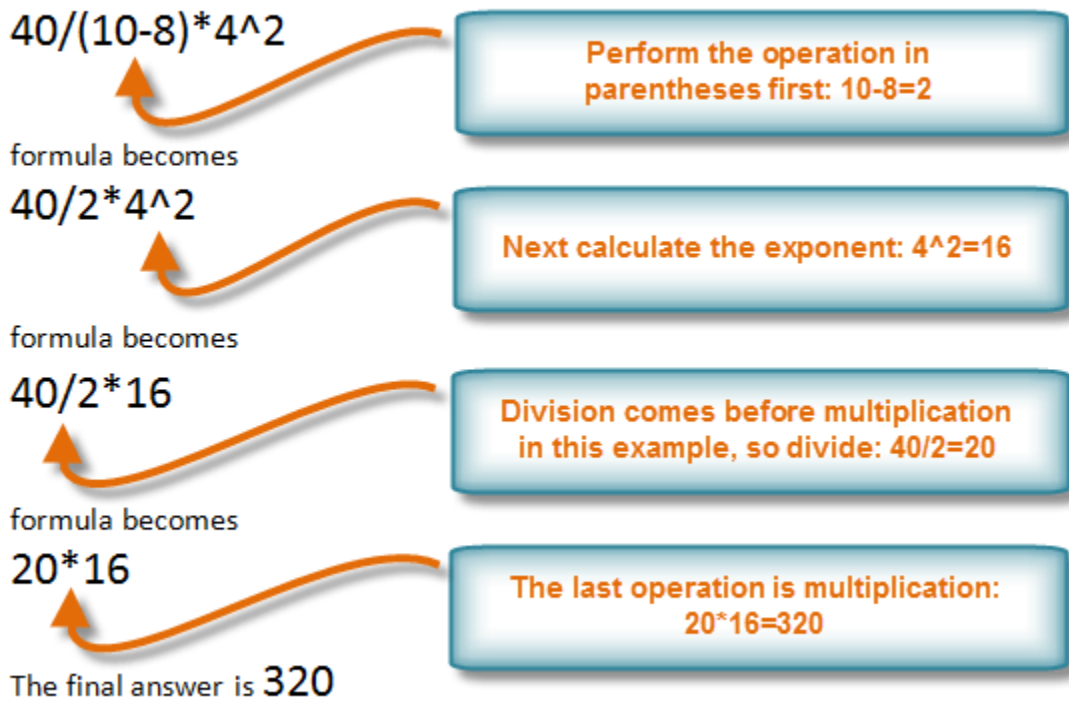 40/(10-8)*4^2
Perform the operation in
parentheses first: 10-8=2
formula becomes
40/2*4^2
Next calculate the exponent: 4^2=16
formula becomes
40/2*16
Division comes before multiplication
in this example, so divide: 40/2=20
formula becomes
20*16
The last operation is multiplication:
20*16=320
The final answer is 320